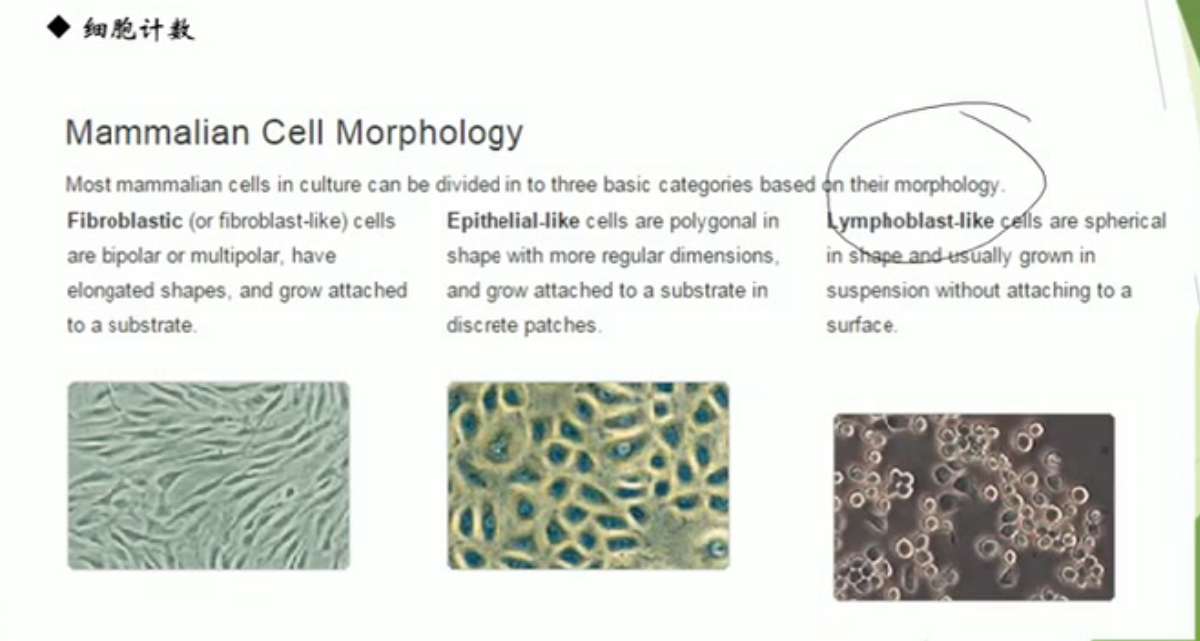 ◆ 细胞计数
Mammalian Cell Morphology
Most mammalian cells in culture can be divided in to three basic categories based on their morphology.
Fibroblastic (or fibroblast-like) cells
are bipolar or multipolar, have
elongated shapes, and grow attached
to a substrate.
Epithelial-like cells are polygonal in
shape with more regular dimensions,
and grow attached to a substrate in
discrete patches.
Lymphoblast-like cells are spherical
in shape and usually grown in
suspension without attaching to a
surface.